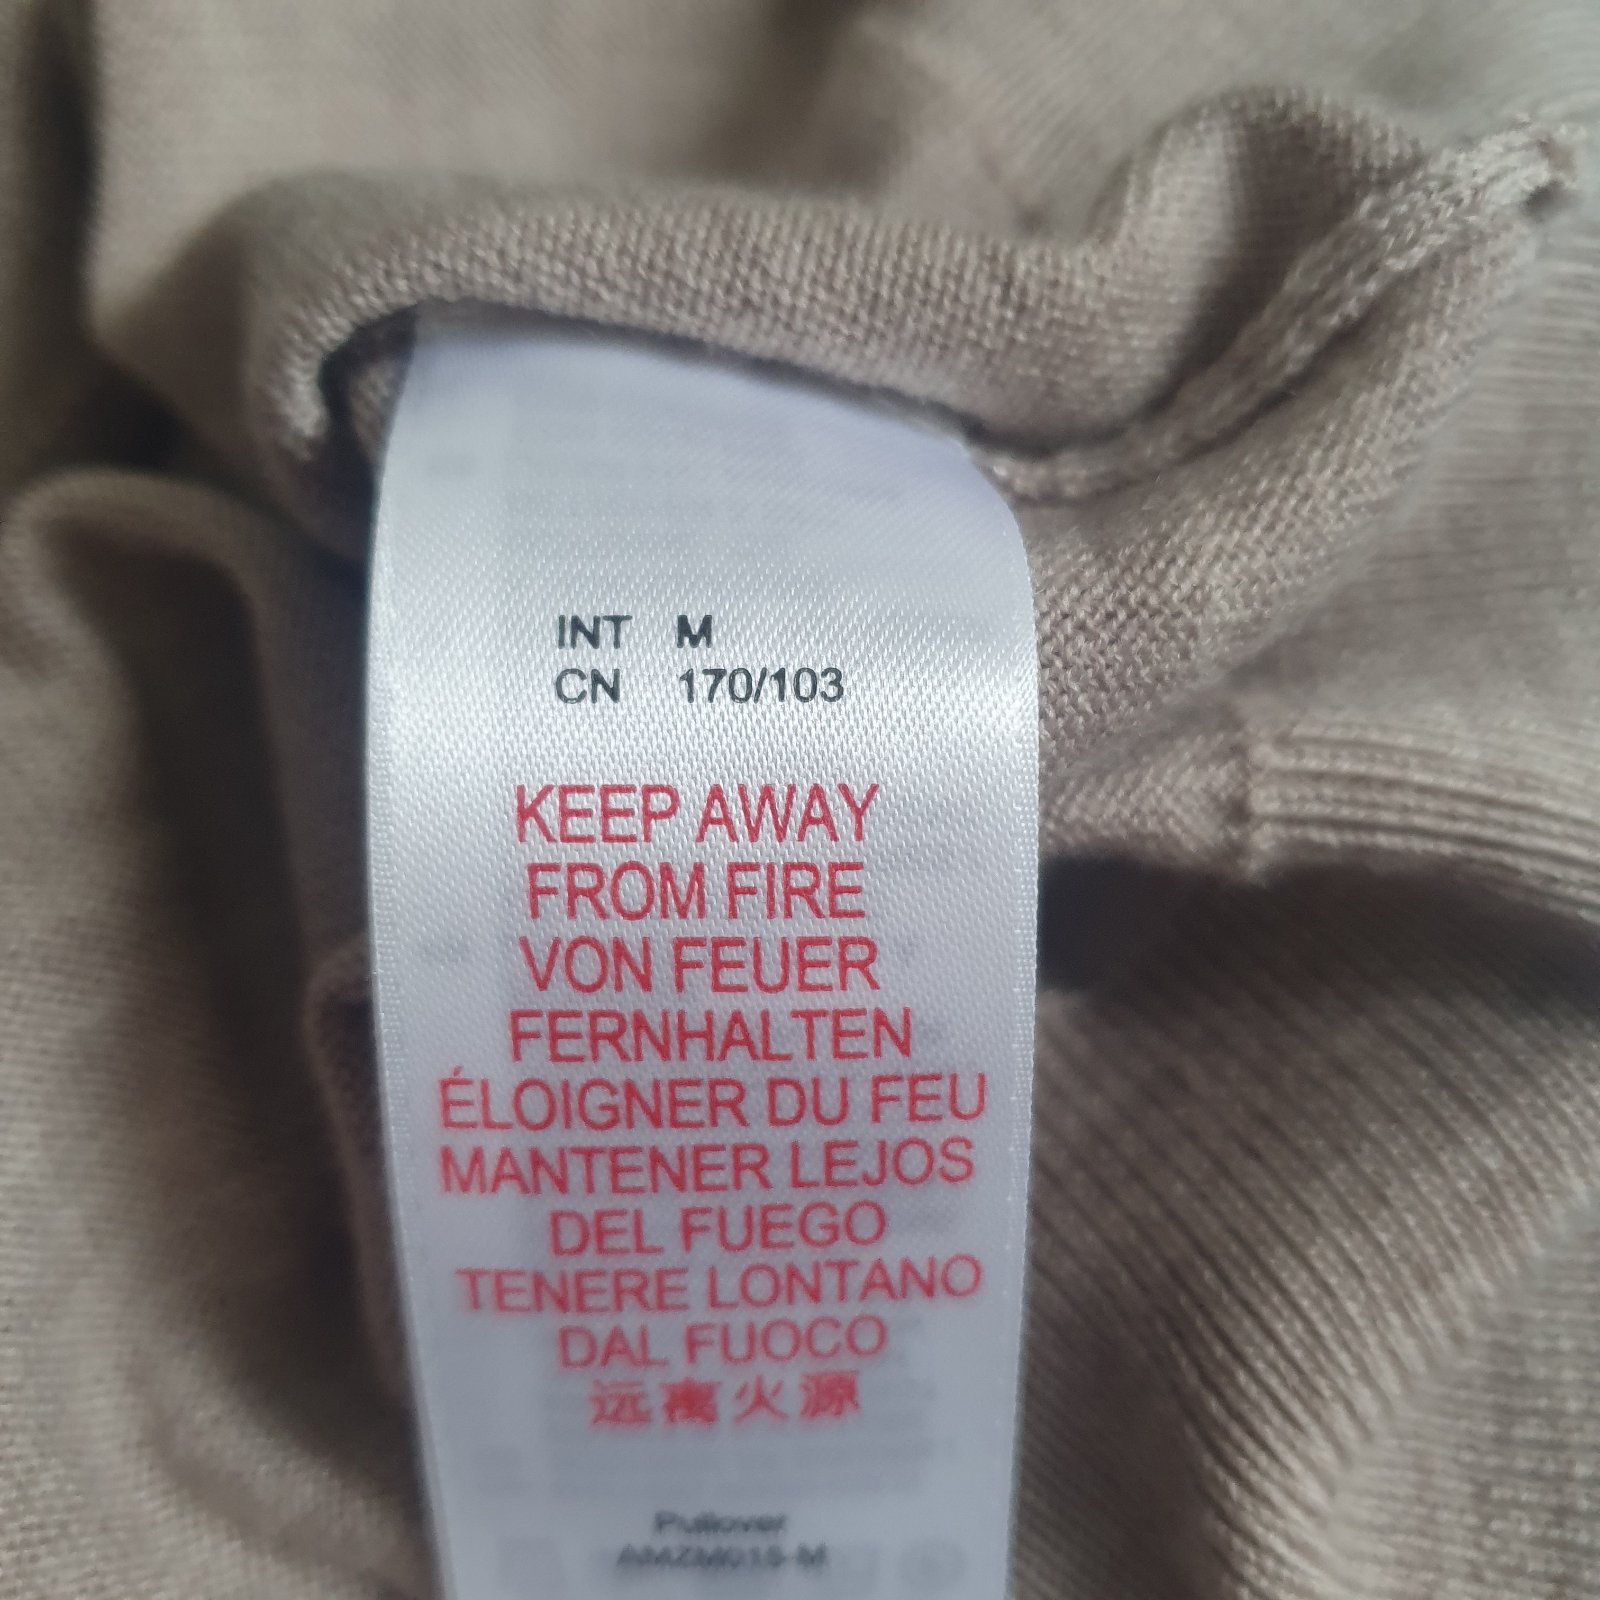 INT M
CN 170/103
KEEP AWAY
FROM FIRE
VON FEUER
FERNHALTEN
ÉLOIGNER DU FEU
MANTENER LEJOS
DEL FUEGO
TENERE LONTANO
DAL FUOCO
远离火源
Pullover
AMZM015-M